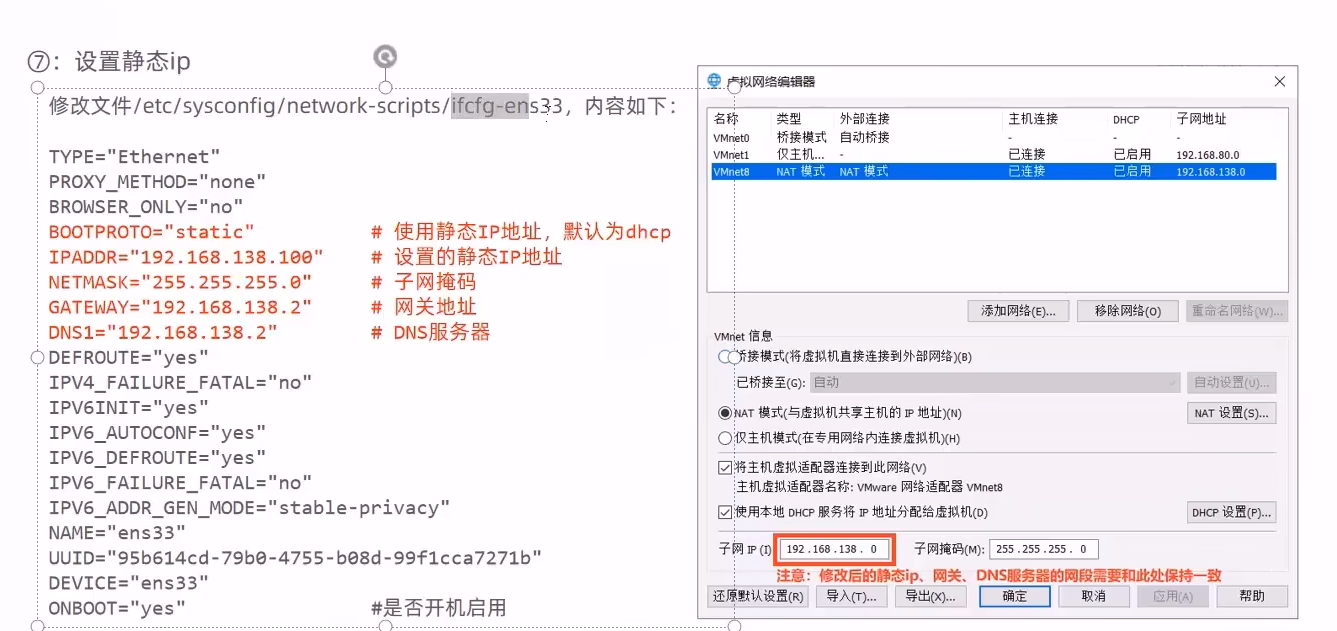 ⑦：设置静态ip
修改文件/etc/sysconfig/network-scripts/ifcfg-ens33，内容如下：
TYPE="Ethernet"
PROXY_METHOD="none"
BROWSER_ONLY="no"
BOOTPROTO="static" # 使用静态IP地址，默认为dhcp
IPADDR="192.168.138.100" # 设置的静态IP地址
NETMASK="255.255.255.0" # 子网掩码
GATEWAY="192.168.138.2" # 网关地址
DNS1="192.168.138.2" # DNS服务器
DEFROUTE="yes"
IPV4_FAILURE_FATAL="no"
IPV6INIT="yes"
IPV6_AUTOCONF="yes"
IPV6_DEFROUTE="yes"
IPV6_FAILURE_FATAL="no"
IPV6_ADDR_GEN_MODE="stable-privacy"
NAME="ens33"
UUID="95b614cd-79b0-4755-b08d-99f1cca7271b"
DEVICE="ens33"
ONBOOT="yes" #是否开机启用
虚拟网络编辑器
名称 类型 外部连接 主机连接 DHCP 子网地址
VMnet0 桥接模式 自动桥接 - - -
VMnet1 仅主机... - 已连接 已启用 192.168.80.0
VMnet8 NAT 模式 NAT 模式 已连接 已启用 192.168.138.0
添加网络(E)... 移除网络(O) 重命名网络(W)...
VMnet 信息
桥接模式(将虚拟机直接连接到外部网络)(B)
已桥接至(G): 自动 自动设置(U)...
NAT 模式(与虚拟机共享主机的 IP 地址)(N) NAT 设置(S)...
仅主机模式(在专用网络内连接虚拟机)(H)
将主机虚拟适配器连接到此网络(V)
主机虚拟适配器名称: VMware 网络适配器 VMnet8
使用本地 DHCP 服务将 IP 地址分配给虚拟机(D) DHCP 设置(P)...
子网 IP (I) 192.168.138. 0 子网掩码(M): 255.255.255. 0
注意：修改后的静态ip、网关、DNS服务器的网段需要和此处保持一致
还原默认设置(R) 导入(T)... 导出(X)... 确定 取消 应用(A) 帮助